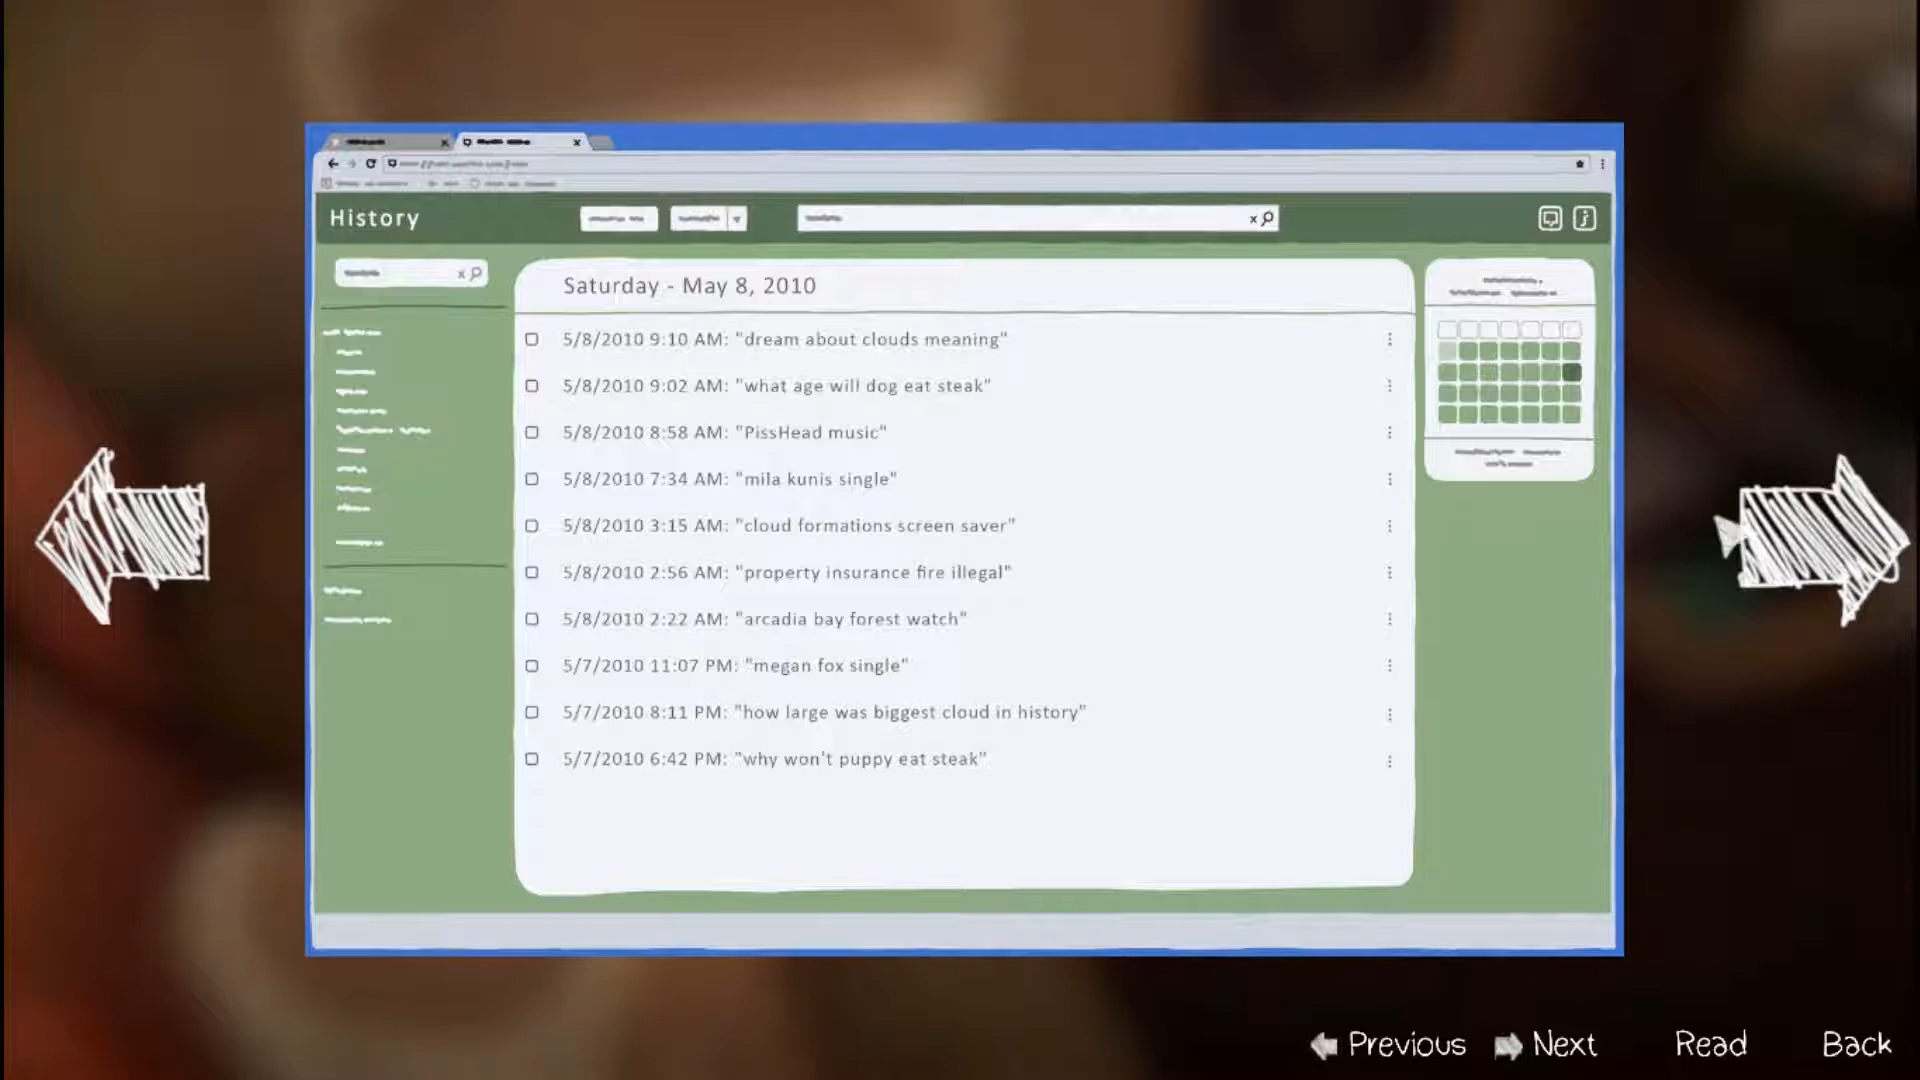 History
Saturday - May 8, 2010
5/8/2010 9:10 AM: "dream about clouds meaning"
5/8/2010 9:02 AM: "what age will dog eat steak"
5/8/2010 8:58 AM: "PissHead music"
5/8/2010 7:34 AM: "mila kunis single"
5/8/2010 3:15 AM: "cloud formations screen saver"
5/8/2010 2:56 AM: "property insurance fire illegal"
5/8/2010 2:22 AM: "arcadia bay forest watch"
5/7/2010 11:07 PM: "megan fox single"
5/7/2010 8:11 PM: "how large was biggest cloud in history"
5/7/2010 6:42 PM: "why won't puppy eat steak"
Previous Next Read Back